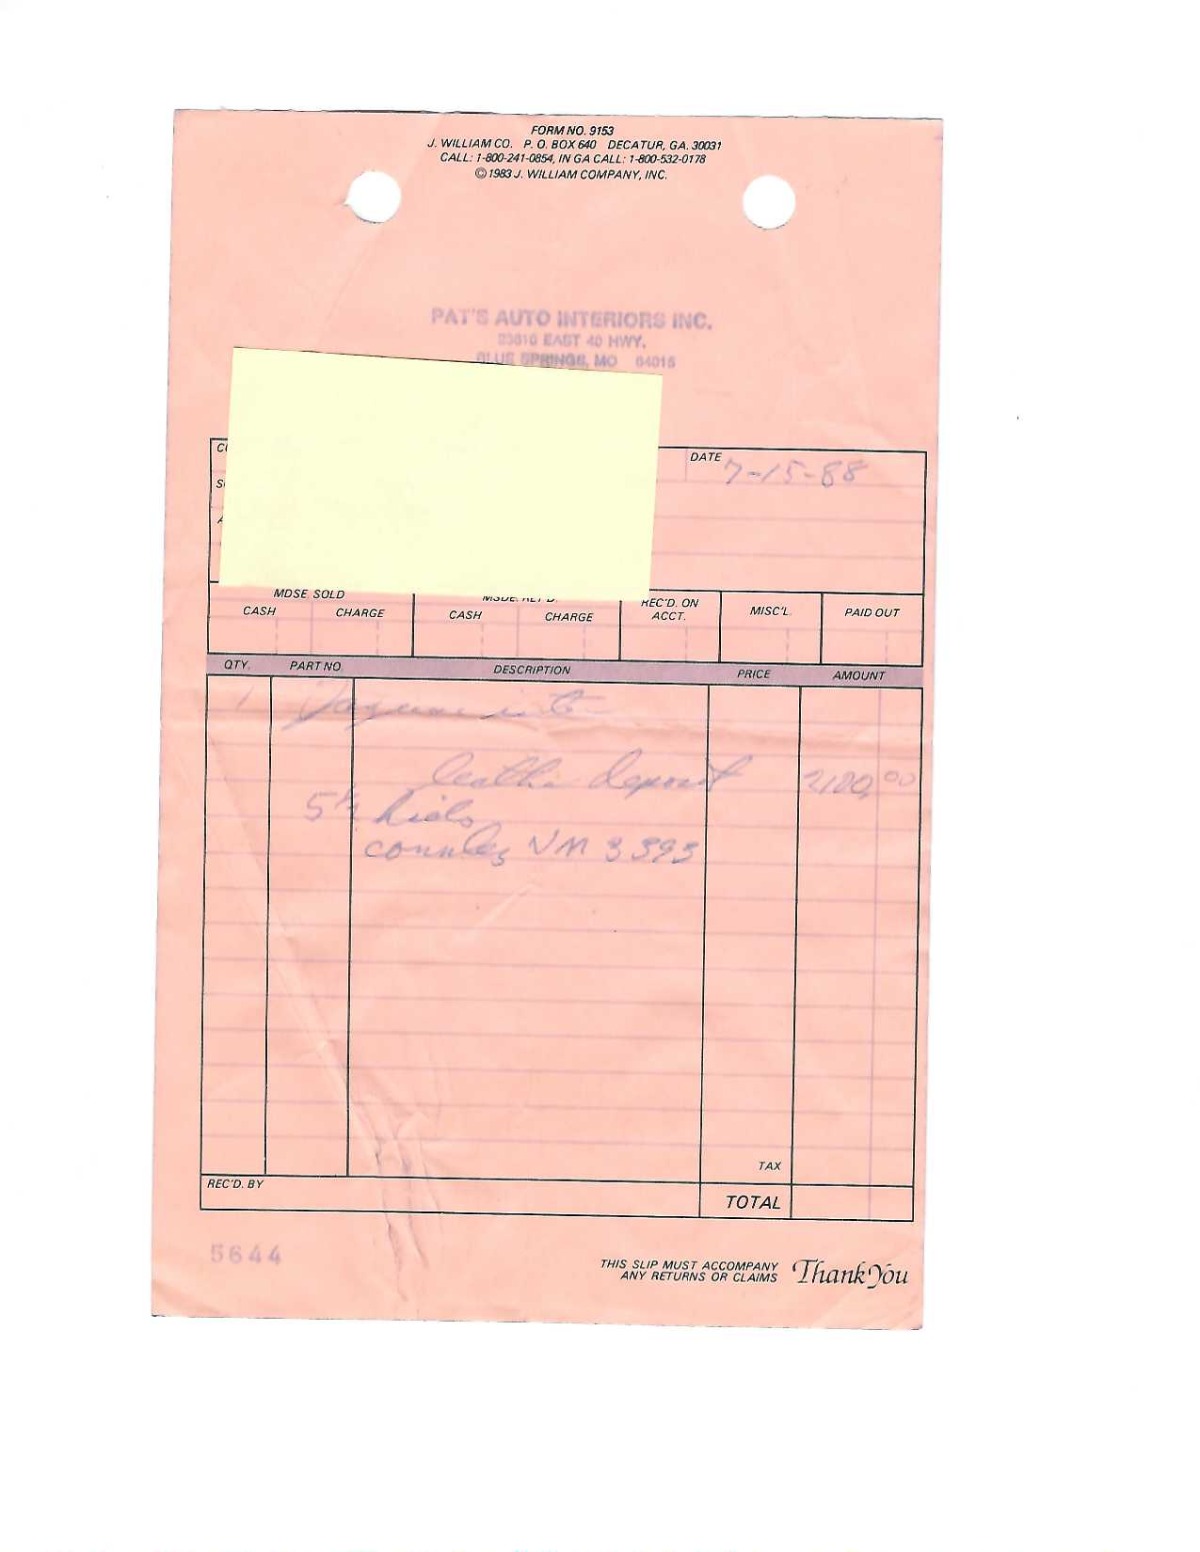 FORM NO. 9153
J. WILLIAM CO. P. O. BOX 640 DECATUR, GA. 30031
CALL: 1-800-241-0854, IN GA CALL: 1-800-532-0178
© 1983 J. WILLIAM COMPANY, INC.
PAT'S AUTO INTERIORS INC.
EAST 40 HWY.
BLUE SPRINGS, MO 64015
DATE 7-15-88
MDSE. SOLD
REC'D. ON ACCT.
MISC'L.
PAID OUT
CASH CHARGE CASH CHARGE
QTY. PART NO. DESCRIPTION PRICE AMOUNT
1
deposit 2100.00
VM 3393
TAX
REC'D. BY TOTAL
5644
THIS SLIP MUST ACCOMPANY
ANY RETURNS OR CLAIMS
Thank You